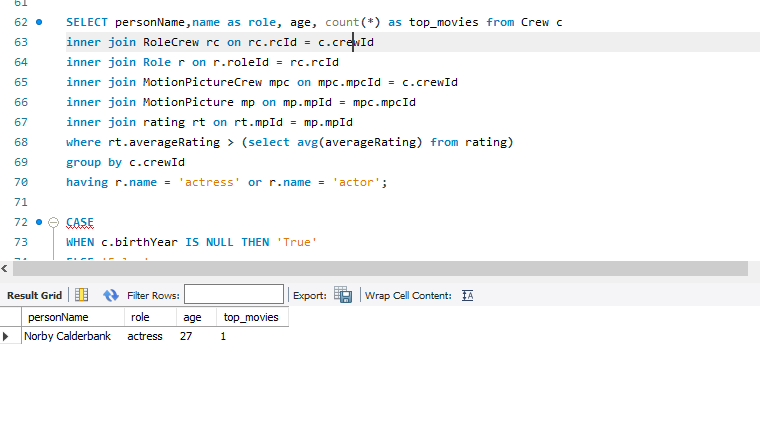 61
62 SELECT personName,name as role, age, count(*) as top_movies from Crew c
63 inner join RoleCrew rc on rc.rcId = c.crewId
64 inner join Role r on r.roleId = rc.rcId
65 inner join MotionPictureCrew mpc on mpc.mpcId = c.crewId
66 inner join MotionPicture mp on mp.mpId = mpc.mpcId
67 inner join rating rt on rt.mpId = mp.mpId
68 where rt.averageRating > (select avg(averageRating) from rating)
69 group by c.crewId
70 having r.name = 'actress' or r.name = 'actor';
71
72 CASE
73 WHEN c.birthYear IS NULL THEN 'True'
Result Grid Filter Rows: Export: Wrap Cell Content: IA
personName role age top_movies
Norby Calderbank actress 27 1